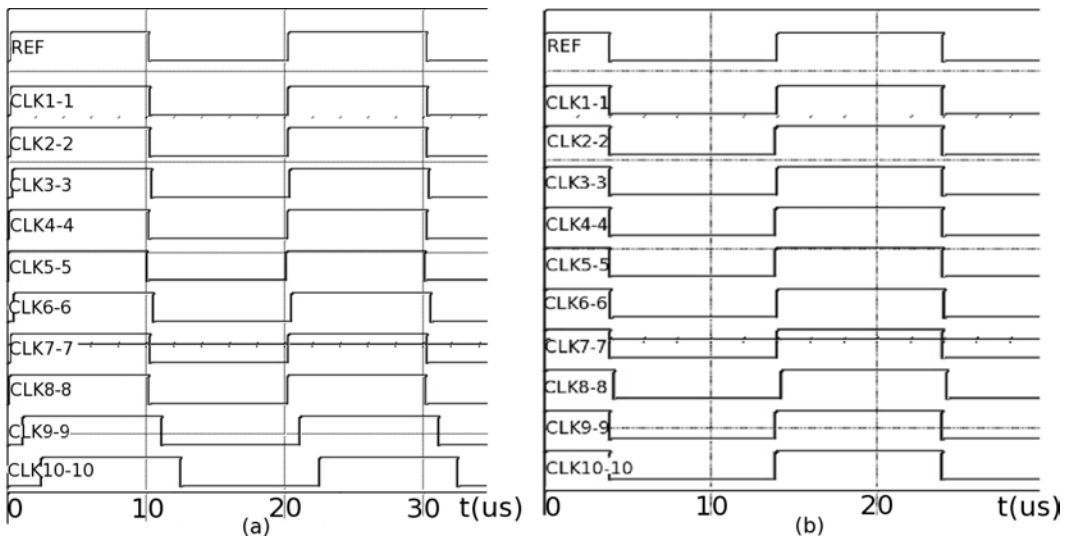 REF
CLK1-1
CLK2-2
CLK3-3
CLK4-4
CLK5-5
CLK6-6
CLK7-7
CLK8-8
CLK9-9
CLK10-10
0 10 20 30 t(us)
(a)
REF
CLK1-1
CLK2-2
CLK3-3
CLK4-4
CLK5-5
CLK6-6
CLK7-7
CLK8-8
CLK9-9
CLK10-10
0 10 20 t(us)
(b)